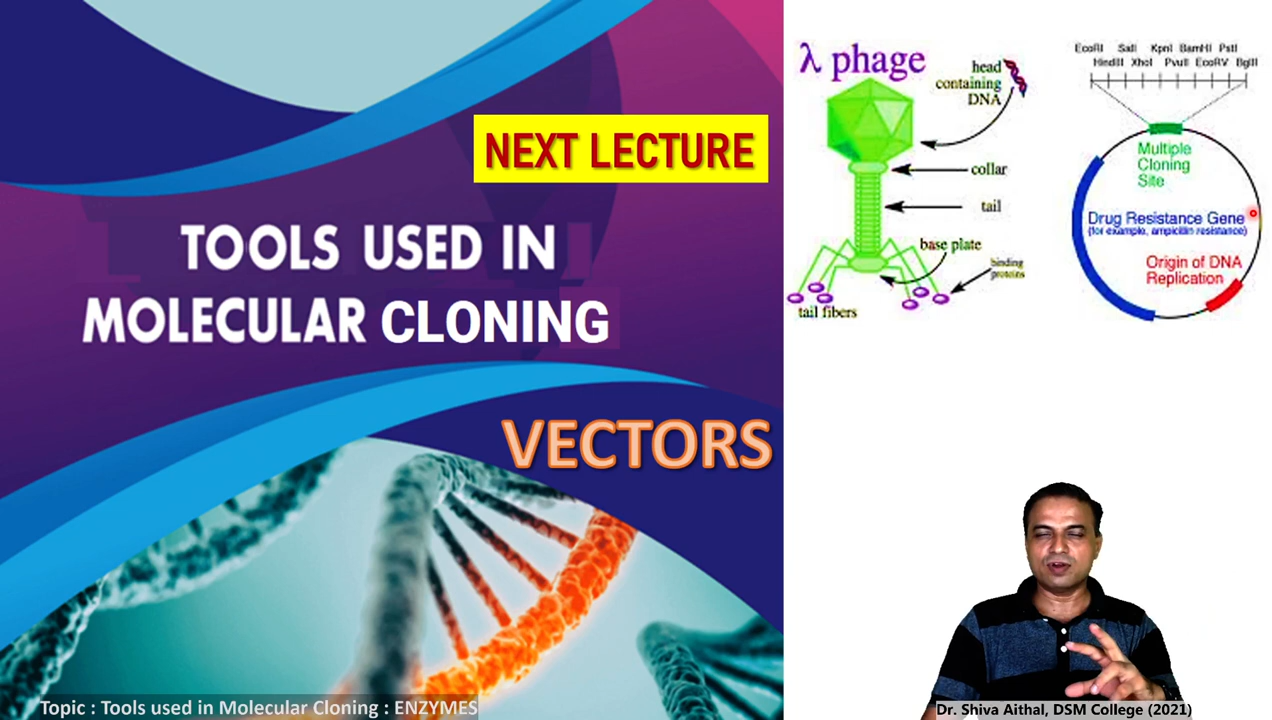 NEXT LECTURE
TOOLS USED IN
MOLECULAR CLONING
VECTORS
Topic : Tools used in Molecular Cloning : ENZYMES
λ phage
head
containing
DNA
collar
tail
base plate
binding
proteins
tail fibers
EcoRI SalI KpnI BamHI PstI
HindIII XhoI PvuII EcoRV BglII
Multiple
Cloning
Site
Drug Resistance Gene
(for example, ampicillin resistance)
Origin of DNA
Replication
Dr. Shiva Aithal, DSM College (2021)